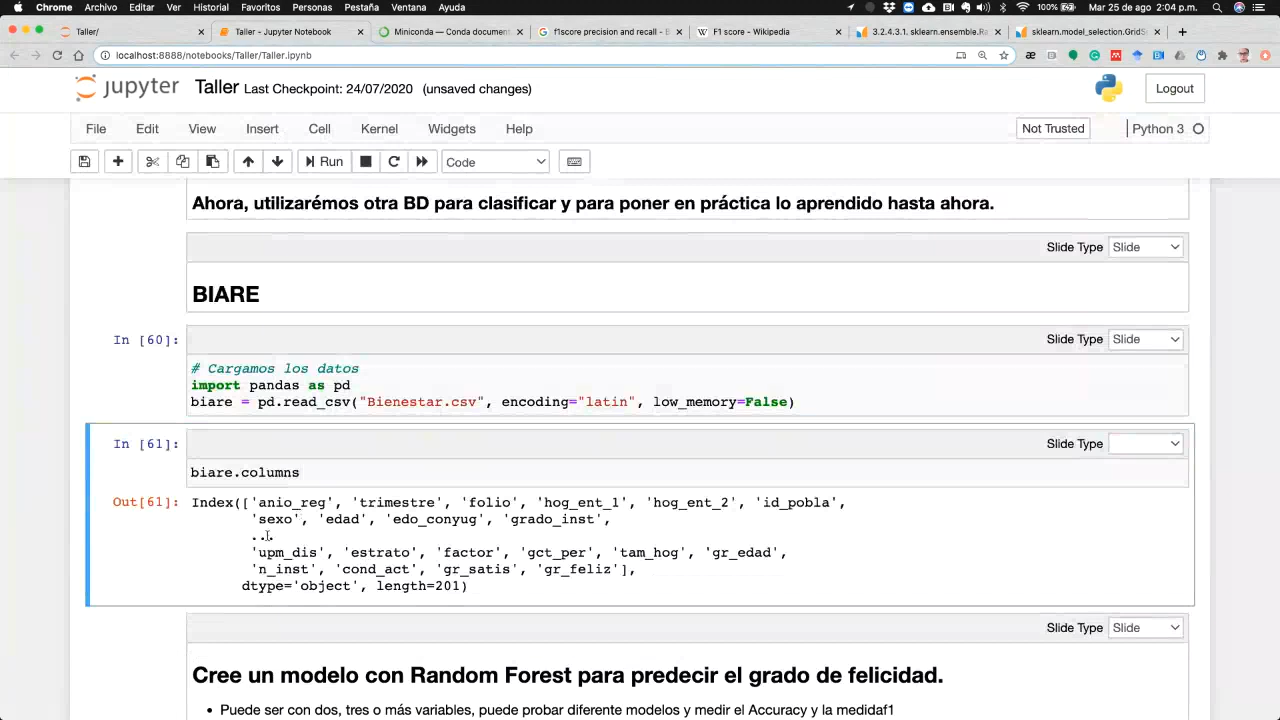 Chrome Archivo Editar Ver Historial Favoritos Personas Pestaña Ventana Ayuda 100% Mar 25 de ago 2:04 p.m.
Taller/ Taller - Jupyter Notebook Miniconda — Conda document f1score precision and recall - B F1 score - Wikipedia 3.2.4.3.1. sklearn.ensemble.Ra sklearn.model_selection.GridS
localhost:8888/notebooks/Taller/Taller.ipynb
jupyter Taller Last Checkpoint: 24/07/2020 (unsaved changes) Logout
File Edit View Insert Cell Kernel Widgets Help Not Trusted Python 3
Run Code
Ahora, utilizarémos otra BD para clasificar y para poner en práctica lo aprendido hasta ahora.
Slide Type Slide
BIARE
In [60]: Slide Type Slide
# Cargamos los datos
import pandas as pd
biare = pd.read_csv("Bienestar.csv", encoding="latin", low_memory=False)
In [61]: Slide Type
biare.columns
Out[61]: Index(['anio_reg', 'trimestre', 'folio', 'hog_ent_1', 'hog_ent_2', 'id_pobla',
'sexo', 'edad', 'edo_conyug', 'grado_inst',
...
'upm_dis', 'estrato', 'factor', 'gct_per', 'tam_hog', 'gr_edad',
'n_inst', 'cond_act', 'gr_satis', 'gr_feliz'],
dtype='object', length=201)
Slide Type Slide
Cree un modelo con Random Forest para predecir el grado de felicidad.
• Puede ser con dos, tres o más variables, puede probar diferente modelos y medir el Accuracy y la medidaf1